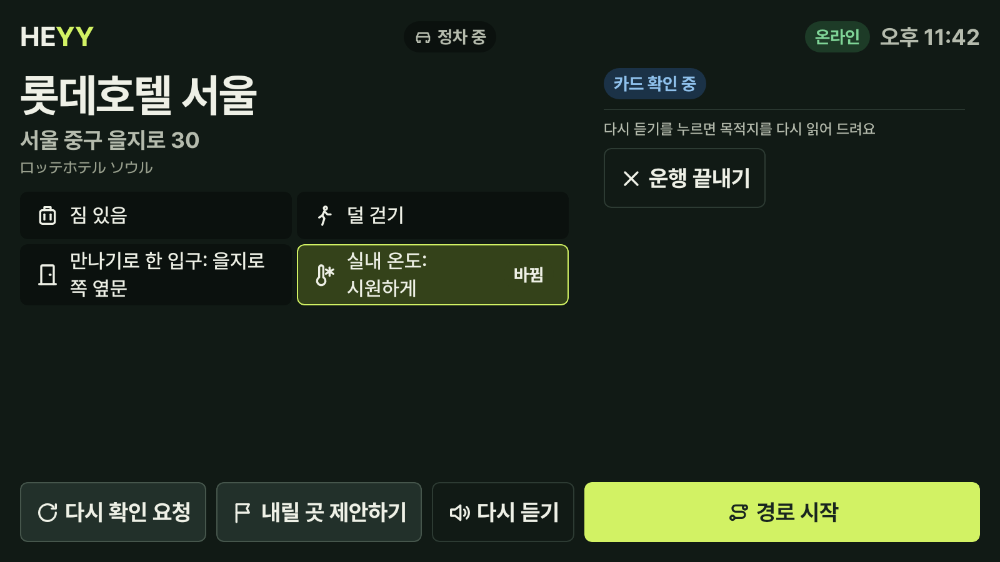 HEYY
정차 중
온라인
오후 11:42
롯데호텔 서울
서울 중구 을지로 30
ロッテホテル ソウル
짐 있음
덜 걷기
만나기로 한 입구: 을지로
쪽 옆문
실내 온도:
시원하게
바뀜
카드 확인 중
다시 듣기를 누르면 목적지를 다시 읽어 드려요
운행 끝내기
다시 확인 요청
내릴 곳 제안하기
다시 듣기
경로 시작